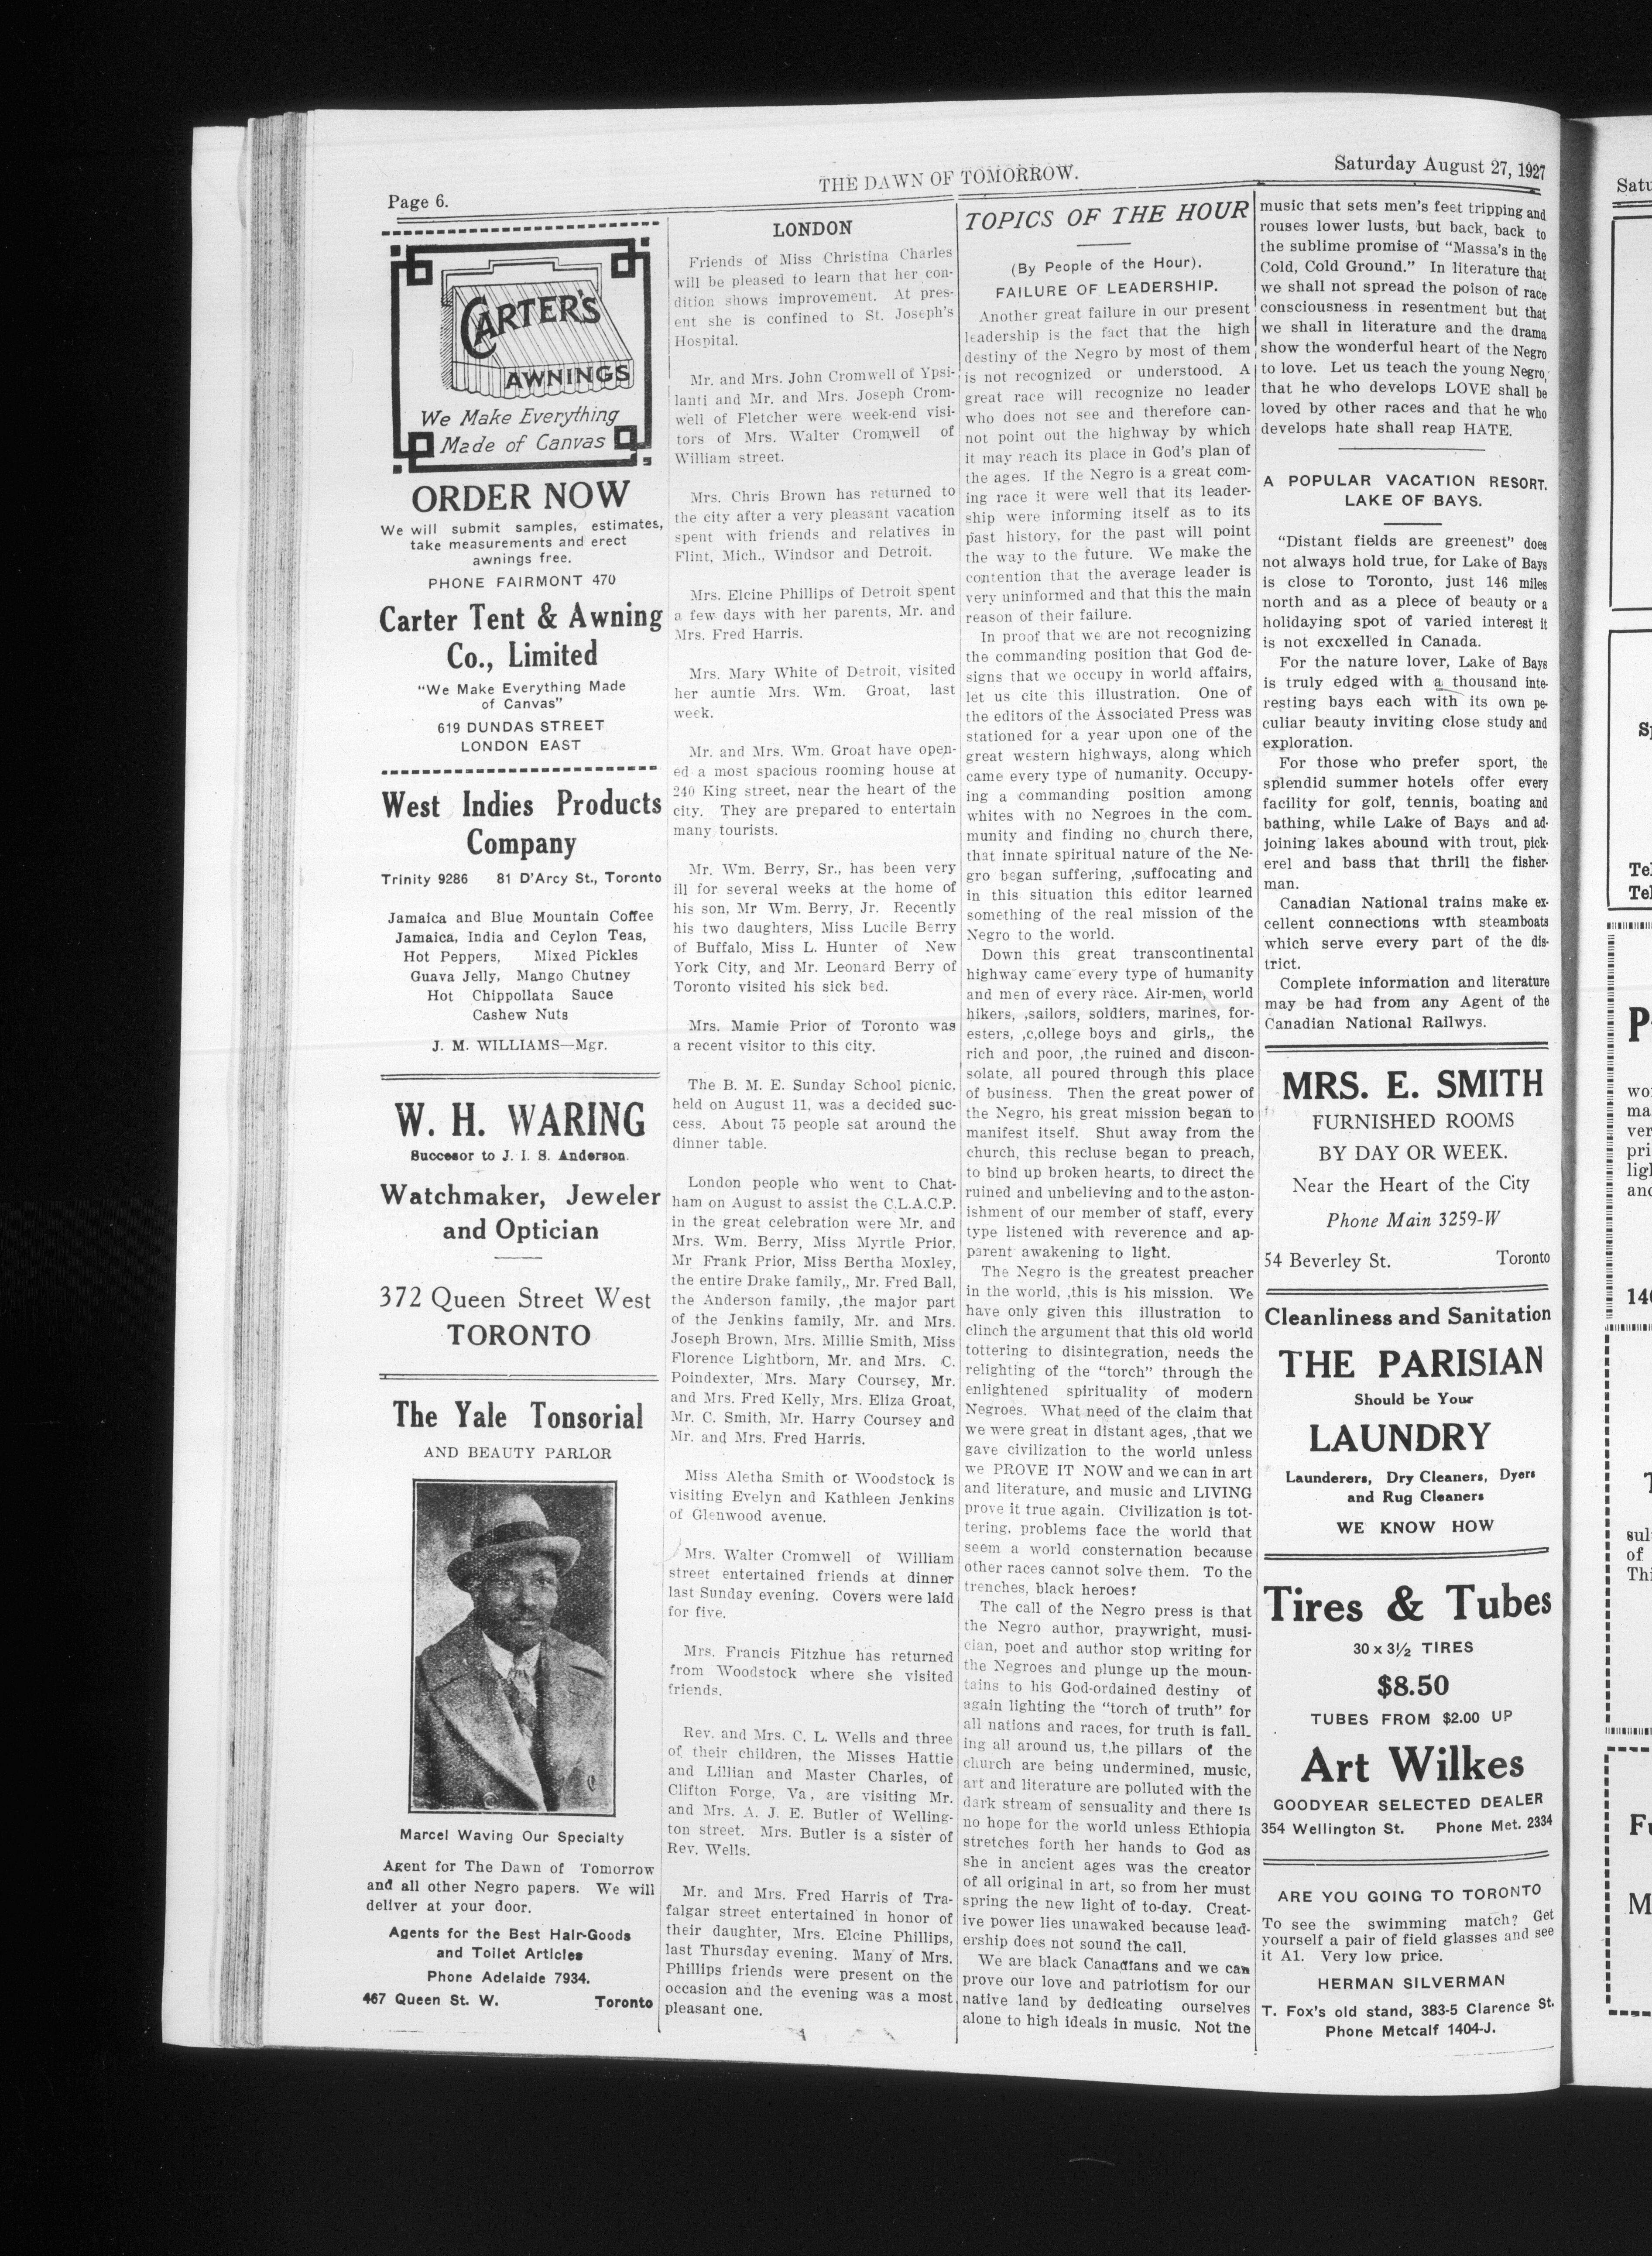 Page 6.
THE DAWN OF TOMORROW.
Saturday August 27, 1927
CARTER'S
AWNINGS
We Make Everything
Made of Canvas
ORDER NOW
We will submit samples, estimates,
take measurements and erect
awnings free.
PHONE FAIRMONT 470
Carter Tent & Awning
Co., Limited
"We Make Everything Made
of Canvas"
619 DUNDAS STREET
LONDON EAST
West Indies Products
Company
Trinity 9286 81 D'Arcy St., Toronto
Jamaica and Blue Mountain Coffee
Jamaica, India and Ceylon Teas,
Hot Peppers, Mixed Pickles
Guava Jelly, Mango Chutney
Hot Chippollata Sauce
Cashew Nuts
J. M. WILLIAMS—Mgr.
W. H. WARING
Succesor to J. I. S. Anderson.
Watchmaker, Jeweler
and Optician
372 Queen Street West
TORONTO
The Yale Tonsorial
AND BEAUTY PARLOR
Marcel Waving Our Specialty
Agent for The Dawn of Tomorrow
and all other Negro papers. We will
deliver at your door.
Agents for the Best Hair-Goods
and Toilet Articles
Phone Adelaide 7934.
467 Queen St. W. Toronto
LONDON
Friends of Miss Christina Charles
will be pleased to learn that her con-
dition shows improvement. At pres-
ent she is confined to St. Joseph's
Hospital.
Mr. and Mrs. John Cromwell of Ypsi-
lanti and Mr. and Mrs. Joseph Crom-
well of Fletcher were week-end visi-
tors of Mrs. Walter Cromwell of
William street.
Mrs. Chris Brown has returned to
the city after a very pleasant vacation
spent with friends and relatives in
Flint, Mich., Windsor and Detroit.
Mrs. Elcine Phillips of Detroit spent
a few days with her parents, Mr. and
Mrs. Fred Harris.
Mrs. Mary White of Detroit, visited
her auntie Mrs. Wm. Groat, last
week.
Mr. and Mrs. Wm. Groat have open-
ed a most spacious rooming house at
240 King street, near the heart of the
city. They are prepared to entertain
many tourists.
Mr. Wm. Berry, Sr., has been very
ill for several weeks at the home of
his son, Mr Wm. Berry, Jr. Recently
his two daughters, Miss Lucile Berry
of Buffalo, Miss L. Hunter of New
York City, and Mr. Leonard Berry of
Toronto visited his sick bed.
Mrs. Mamie Prior of Toronto was
a recent visitor to this city.
The B. M. E. Sunday School picnic,
held on August 11, was a decided suc-
cess. About 75 people sat around the
dinner table.
London people who went to Chat-
ham on August to assist the C.L.A.C.P.
in the great celebration were Mr. and
Mrs. Wm. Berry, Miss Myrtle Prior,
Mr Frank Prior, Miss Bertha Moxley,
the entire Drake family,, Mr. Fred Ball,
the Anderson family, ,the major part
of the Jenkins family, Mr. and Mrs.
Joseph Brown, Mrs. Millie Smith, Miss
Florence Lightborn, Mr. and Mrs. C.
Poindexter, Mrs. Mary Coursey, Mr.
and Mrs. Fred Kelly, Mrs. Eliza Groat,
Mr. C. Smith, Mr. Harry Coursey and
Mr. and Mrs. Fred Harris.
Miss Aletha Smith or Woodstock is
visiting Evelyn and Kathleen Jenkins
of Glenwood avenue.
Mrs. Walter Cromwell of William
street entertained friends at dinner
last Sunday evening. Covers were laid
for five.
Mrs. Francis Fitzhue has returned
from Woodstock where she visited
friends.
Rev. and Mrs. C. L. Wells and three
of their children, the Misses Hattie
and Lillian and Master Charles, of
Clifton Forge, Va, are visiting Mr.
and Mrs. A. J. E. Butler of Welling-
ton street. Mrs. Butler is a sister of
Rev. Wells.
Mr. and Mrs. Fred Harris of Tra-
falgar street entertained in honor of
their daughter, Mrs. Elcine Phillips,
last Thursday evening. Many of Mrs.
Phillips friends were present on the
occasion and the evening was a most
pleasant one.
TOPICS OF THE HOUR
(By People of the Hour).
FAILURE OF LEADERSHIP.
Another great failure in our present
leadership is the fact that the high
destiny of the Negro by most of them
is not recognized or understood. A
great race will recognize no leader
who does not see and therefore can-
not point out the highway by which
it may reach its place in God's plan of
the ages. If the Negro is a great com-
ing race it were well that its leader-
ship were informing itself as to its
past history, for the past will point
the way to the future. We make the
contention that the average leader is
very uninformed and that this the main
reason of their failure.
In proof that we are not recognizing
the commanding position that God de-
signs that we occupy in world affairs,
let us cite this illustration. One of
the editors of the Associated Press was
stationed for a year upon one of the
great western highways, along which
came every type of humanity. Occupy-
ing a commanding position among
whites with no Negroes in the com-
munity and finding no church there,
that innate spiritual nature of the Ne-
gro began suffering, ,suffocating and
in this situation this editor learned
something of the real mission of the
Negro to the world.
Down this great transcontinental
highway came every type of humanity
and men of every race. Air-men, world
hikers, ,sailors, soldiers, marines, for-
esters, ,c,ollege boys and girls,, the
rich and poor, ,the ruined and discon-
solate, all poured through this place
of business. Then the great power of
the Negro, his great mission began to
manifest itself. Shut away from the
church, this recluse began to preach,
to bind up broken hearts, to direct the
ruined and unbelieving and to the aston-
ishment of our member of staff, every
type listened with reverence and ap-
parent awakening to light.
The Negro is the greatest preacher
in the world, ,this is his mission. We
have only given this illustration to
clinch the argument that this old world
tottering to disintegration, needs the
relighting of the "torch" through the
enlightened spirituality of modern
Negroes. What need of the claim that
we were great in distant ages, ,that we
gave civilization to the world unless
we PROVE IT NOW and we can in art
and literature, and music and LIVING
prove it true again. Civilization is tot-
tering, problems face the world that
seem a world consternation because
other races cannot solve them. To the
trenches, black heroes!
The call of the Negro press is that
the Negro author, praywright, musi-
cian, poet and author stop writing for
the Negroes and plunge up the moun-
tains to his God-ordained destiny of
again lighting the "torch of truth" for
all nations and races, for truth is fall-
ing all around us, t,he pillars of the
church are being undermined, music,
art and literature are polluted with the
dark stream of sensuality and there is
no hope for the world unless Ethiopia
stretches forth her hands to God as
she in ancient ages was the creator
of all original in art, so from her must
spring the new light of to-day. Creat-
ive power lies unawaked because lead-
ership does not sound the call.
We are black Canadians and we can
prove our love and patriotism for our
native land by dedicating ourselves
alone to high ideals in music. Not the
music that sets men's feet tripping and
rouses lower lusts, but back, back to
the sublime promise of "Massa's in the
Cold, Cold Ground." In literature that
we shall not spread the poison of race
consciousness in resentment but that
we shall in literature and the drama
show the wonderful heart of the Negro
to love. Let us teach the young Negro,
that he who develops LOVE shall be
loved by other races and that he who
develops hate shall reap HATE.
A POPULAR VACATION RESORT.
LAKE OF BAYS.
"Distant fields are greenest" does
not always hold true, for Lake of Bays
is close to Toronto, just 146 miles
north and as a piece of beauty or a
holidaying spot of varied interest it
is not excxelled in Canada.
For the nature lover, Lake of Bays
is truly edged with a thousand inte-
resting bays each with its own pe-
culiar beauty inviting close study and
exploration.
For those who prefer sport, the
splendid summer hotels offer every
facility for golf, tennis, boating and
bathing, while Lake of Bays and ad-
joining lakes abound with trout, pick-
erel and bass that thrill the fisher-
man.
Canadian National trains make ex-
cellent connections with steamboats
which serve every part of the dis-
trict.
Complete information and literature
may be had from any Agent of the
Canadian National Railwys.
MRS. E. SMITH
FURNISHED ROOMS
BY DAY OR WEEK.
Near the Heart of the City
Phone Main 3259-W
54 Beverley St. Toronto
Cleanliness and Sanitation
THE PARISIAN
Should be Your
LAUNDRY
Launderers, Dry Cleaners, Dyers
and Rug Cleaners
WE KNOW HOW
Tires & Tubes
30 x 3½ TIRES
$8.50
TUBES FROM $2.00 UP
Art Wilkes
GOODYEAR SELECTED DEALER
354 Wellington St. Phone Met. 2334
ARE YOU GOING TO TORONTO
To see the swimming match? Get
yourself a pair of field glasses and see
it A1. Very low price.
HERMAN SILVERMAN
T. Fox's old stand, 383-5 Clarence St.
Phone Metcalf 1404-J.